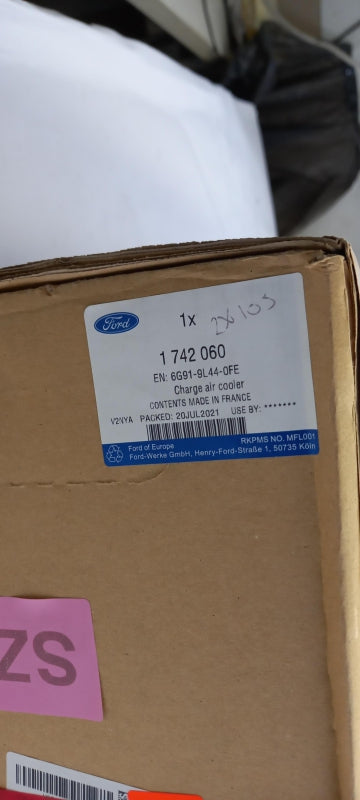 Ford
1x
1 742 060
EN: 6G91-9L44-0FE
Charge air cooler
CONTENTS MADE IN FRANCE
V2VYA PACKED: 20JUL2021 USE BY: *******
RKPMS NO. MFL001
Ford of Europe
Ford-Werke GmbH, Henry-Ford-Straße 1, 50735 Köln
ZS